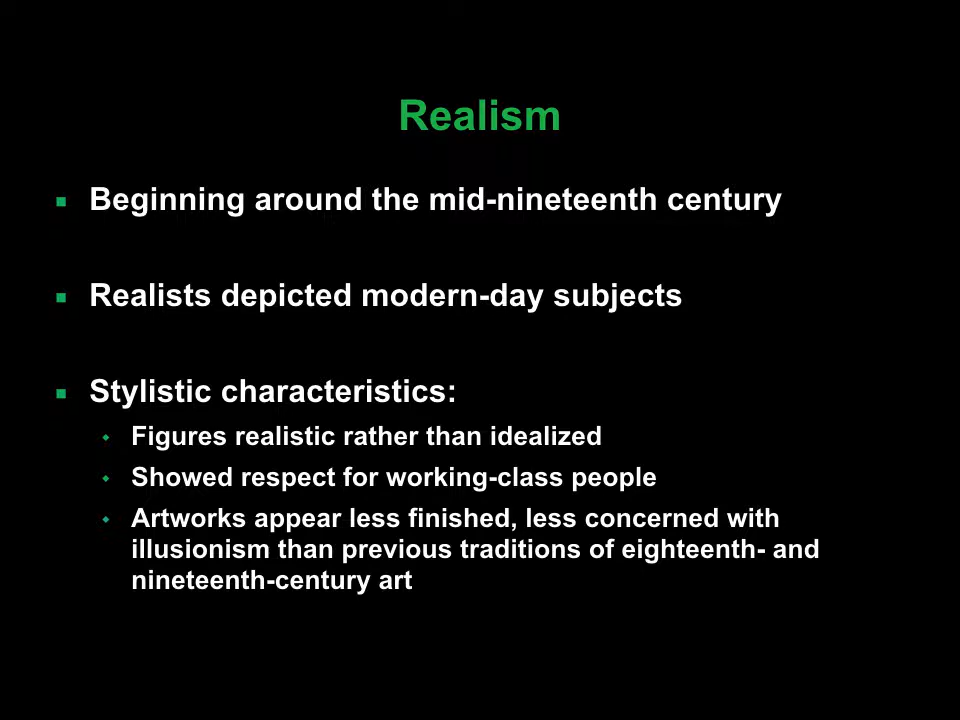 Realism
Beginning around the mid-nineteenth century
Realists depicted modern-day subjects
Stylistic characteristics:
Figures realistic rather than idealized
Showed respect for working-class people
Artworks appear less finished, less concerned with
illusionism than previous traditions of eighteenth- and
nineteenth-century art